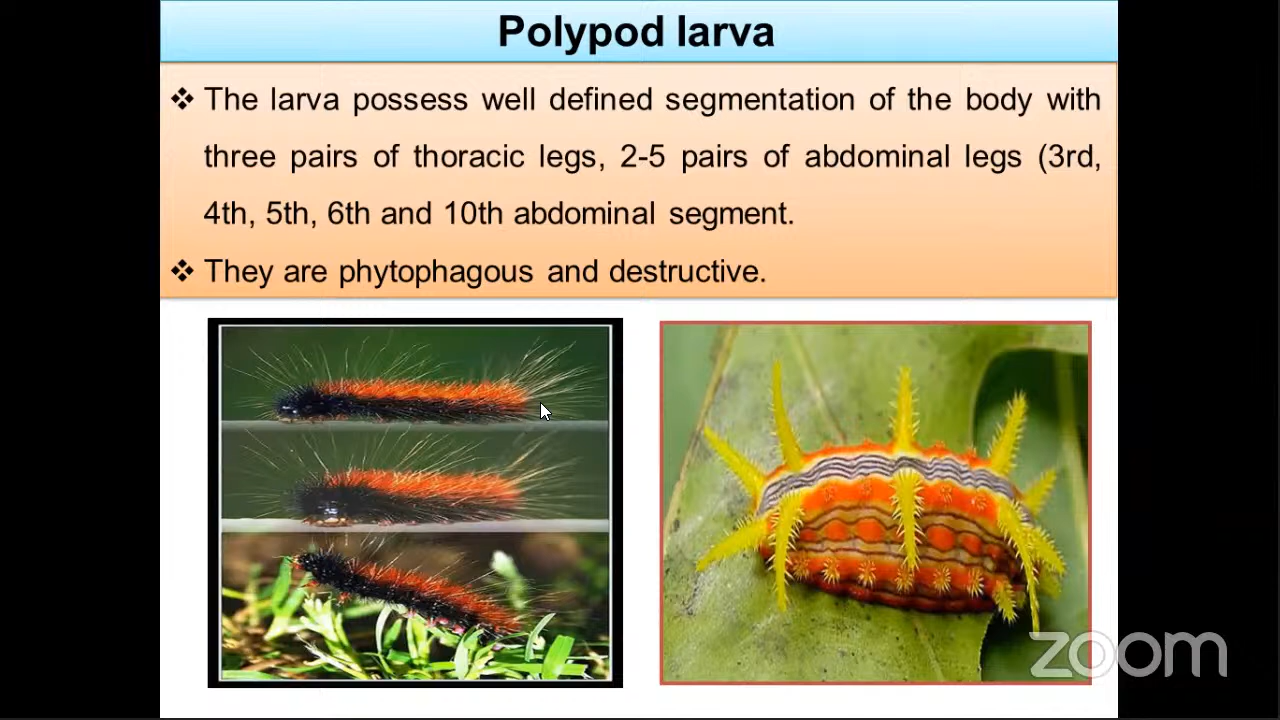 Polypod larva
❖ The larva possess well defined segmentation of the body with
three pairs of thoracic legs, 2-5 pairs of abdominal legs (3rd,
4th, 5th, 6th and 10th abdominal segment.
❖ They are phytophagous and destructive.
zoom